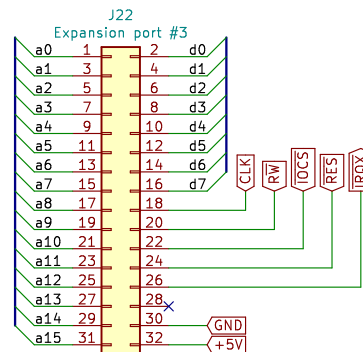 J22
Expansion port #3
a0 1 2 d0
a1 3 4 d1
a2 5 6 d2
a3 7 8 d3
a4 9 10 d4
a5 11 12 d5
a6 13 14 d6
a7 15 16 d7
a8 17 18 CLK
a9 19 20 RW
a10 21 22 IOCS
a11 23 24 RES
a12 25 26
a13 27 28
a14 29 30 GND
a15 31 32 +5V